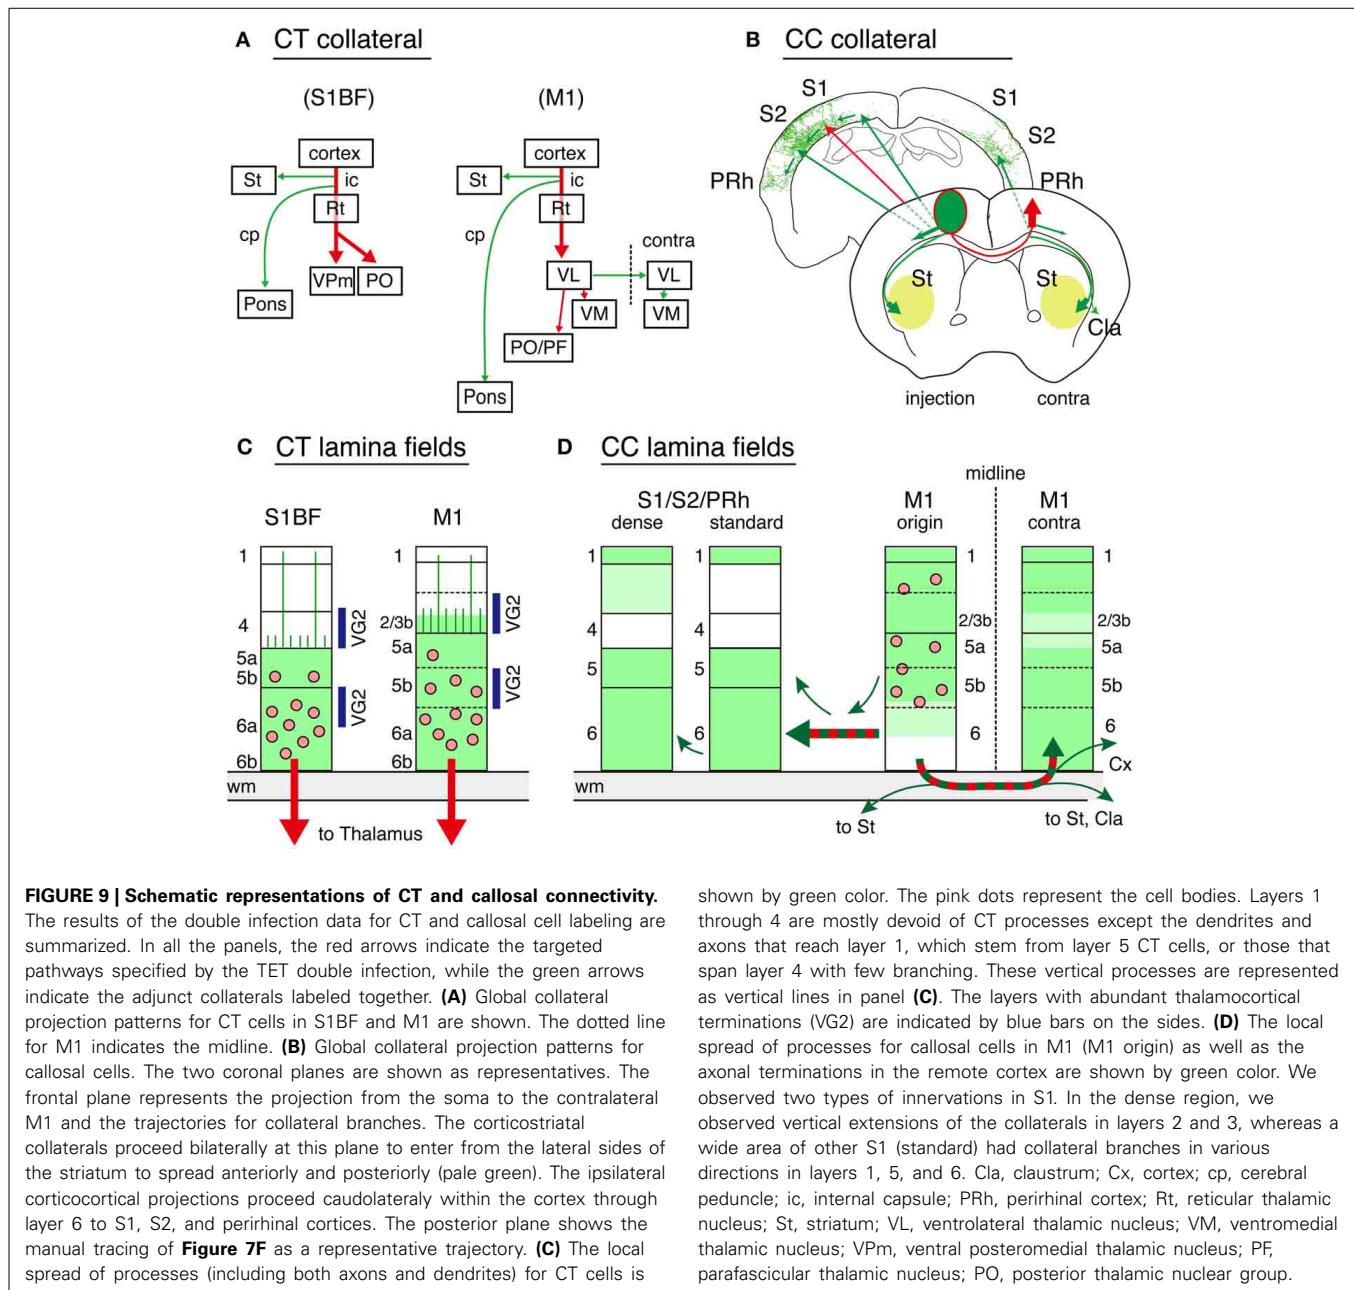 A CT collateral
(S1BF)
cortex
St
ic
Rt
cp
VPm
PO
Pons
(M1)
cortex
St
ic
Rt
cp
contra
VL
VL
VM
VM
PO/PF
Pons
B CC collateral
S1
S2
PRh
S1
S2
PRh
St
St
Cla
injection
contra
C CT lamina fields
S1BF
M1
1
4
5a
5b
6a
6b
VG2
VG2
1
2/3b
5a
5b
6a
6b
VG2
VG2
wm
to Thalamus
D CC lamina fields
midline
S1/S2/PRh
dense
standard
M1
origin
M1
contra
1
4
5
6
1
4
5
6
1
2/3b
5a
5b
6
1
2/3b
5a
5b
6
Cx
wm
to St
to St, Cla
FIGURE 9 | Schematic representations of CT and callosal connectivity.
The results of the double infection data for CT and callosal cell labeling are
summarized. In all the panels, the red arrows indicate the targeted
pathways specified by the TET double infection, while the green arrows
indicate the adjunct collaterals labeled together. (A) Global collateral
projection patterns for CT cells in S1BF and M1 are shown. The dotted line
for M1 indicates the midline. (B) Global collateral projection patterns for
callosal cells. The two coronal planes are shown as representatives. The
frontal plane represents the projection from the soma to the contralateral
M1 and the trajectories for collateral branches. The corticostriatal
collaterals proceed bilaterally at this plane to enter from the lateral sides of
the striatum to spread anteriorly and posteriorly (pale green). The ipsilateral
corticocortical projections proceed caudolateraly within the cortex through
layer 6 to S1, S2, and perirhinal cortices. The posterior plane shows the
manual tracing of Figure 7F as a representative trajectory. (C) The local
spread of processes (including both axons and dendrites) for CT cells is
shown by green color. The pink dots represent the cell bodies. Layers 1
through 4 are mostly devoid of CT processes except the dendrites and
axons that reach layer 1, which stem from layer 5 CT cells, or those that
span layer 4 with few branching. These vertical processes are represented
as vertical lines in panel (C). The layers with abundant thalamocortical
terminations (VG2) are indicated by blue bars on the sides. (D) The local
spread of processes for callosal cells in M1 (M1 origin) as well as the
axonal terminations in the remote cortex are shown by green color. We
observed two types of innervations in S1. In the dense region, we
observed vertical extensions of the collaterals in layers 2 and 3, whereas a
wide area of other S1 (standard) had collateral branches in various
directions in layers 1, 5, and 6. Cla, claustrum; Cx, cortex; cp, cerebral
peduncle; ic, internal capsule; PRh, perirhinal cortex; Rt, reticular thalamic
nucleus; St, striatum; VL, ventrolateral thalamic nucleus; VM, ventromedial
thalamic nucleus; VPm, ventral posteromedial thalamic nucleus; PF,
parafascicular thalamic nucleus; PO, posterior thalamic nuclear group.